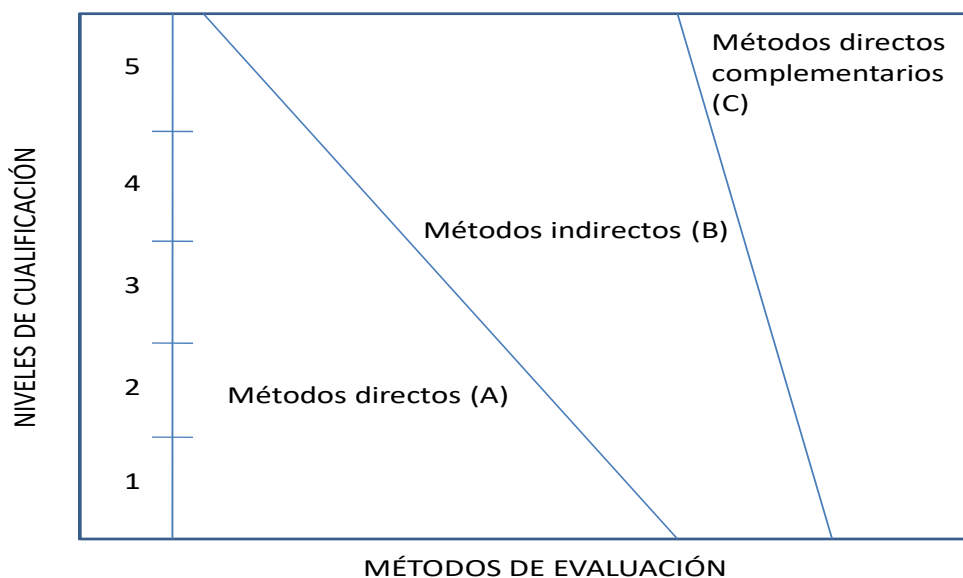 NIVELES DE CUALIFICACIÓN
5
4
3
2
1
Métodos directos
complementarios
(C)
Métodos indirectos (B)
Métodos directos (A)
MÉTODOS DE EVALUACIÓN